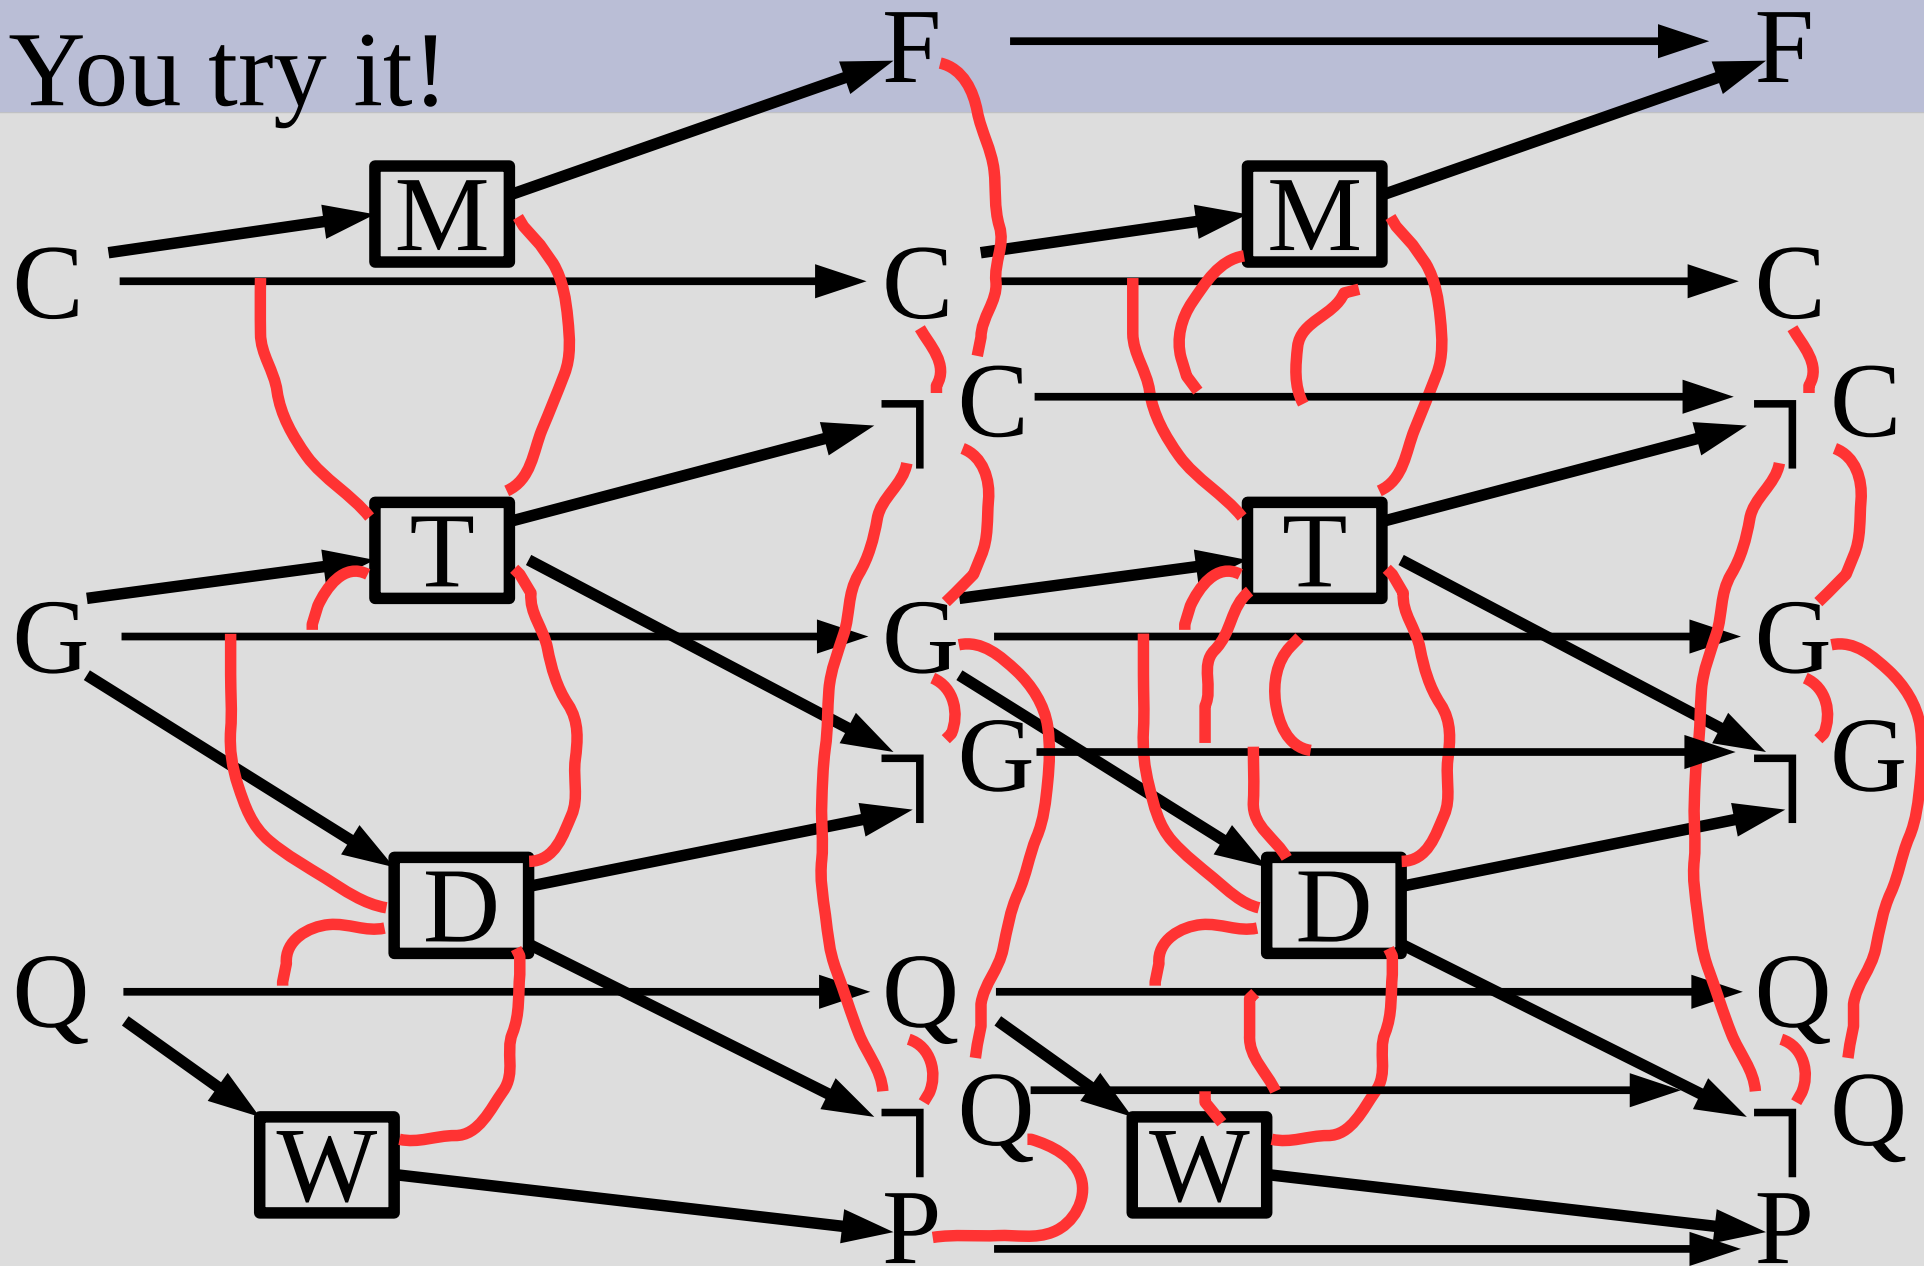 You try it! F F
M M
C C C
¬C ¬C
T T
G G G
¬G ¬G
D D
Q Q Q
¬Q ¬Q
W W
P P